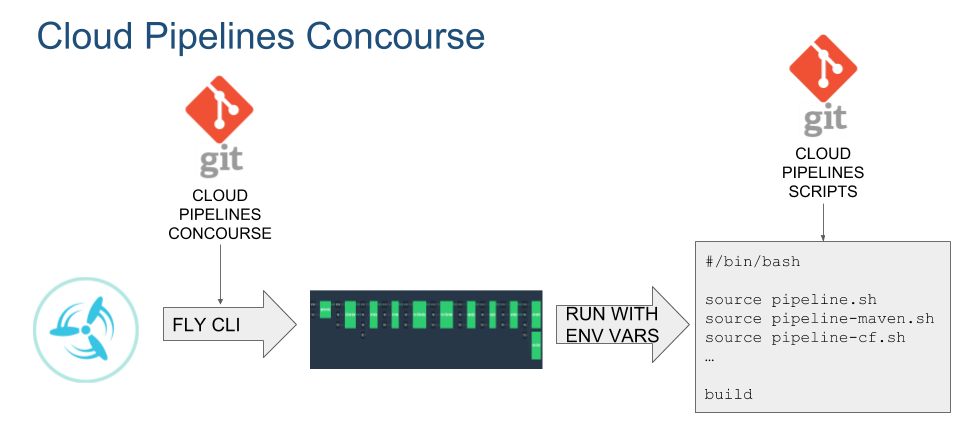 Cloud Pipelines Concourse
git
CLOUD
PIPELINES
CONCOURSE
FLY CLI
RUN WITH
ENV VARS
git
CLOUD
PIPELINES
SCRIPTS
#/bin/bash
source pipeline.sh
source pipeline-maven.sh
source pipeline-cf.sh
…
build